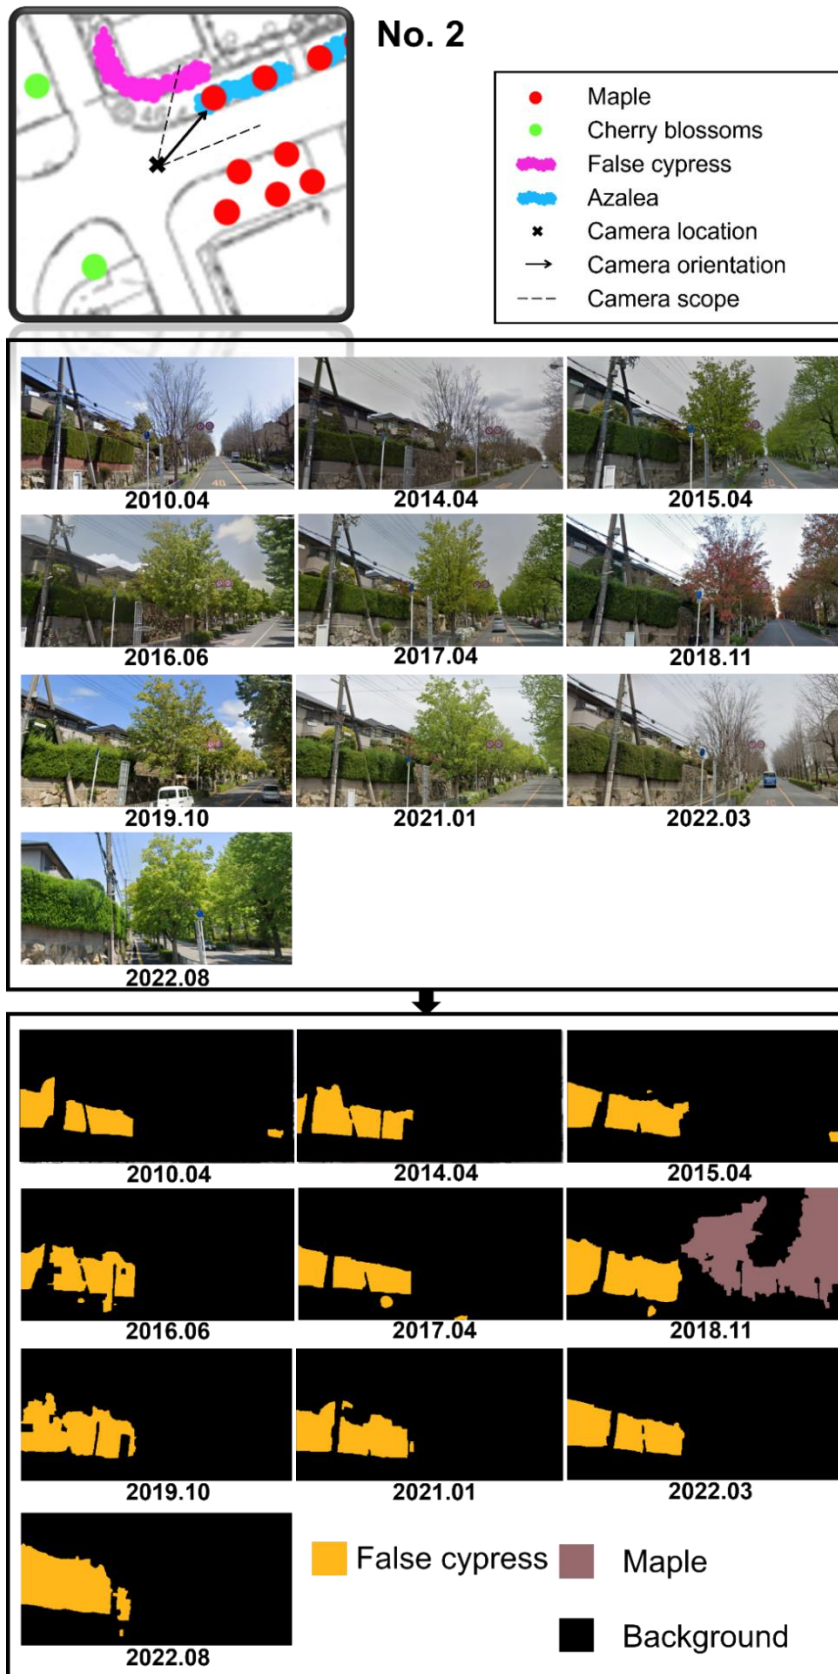 No. 2
Maple
Cherry blossoms
False cypress
Azalea
Camera location
Camera orientation
Camera scope
2010.04
2014.04
2015.04
2016.06
2017.04
2018.11
2019.10
2021.01
2022.03
2022.08
2010.04
2014.04
2015.04
2016.06
2017.04
2018.11
2019.10
2021.01
2022.03
False cypress
Maple
Background
2022.08